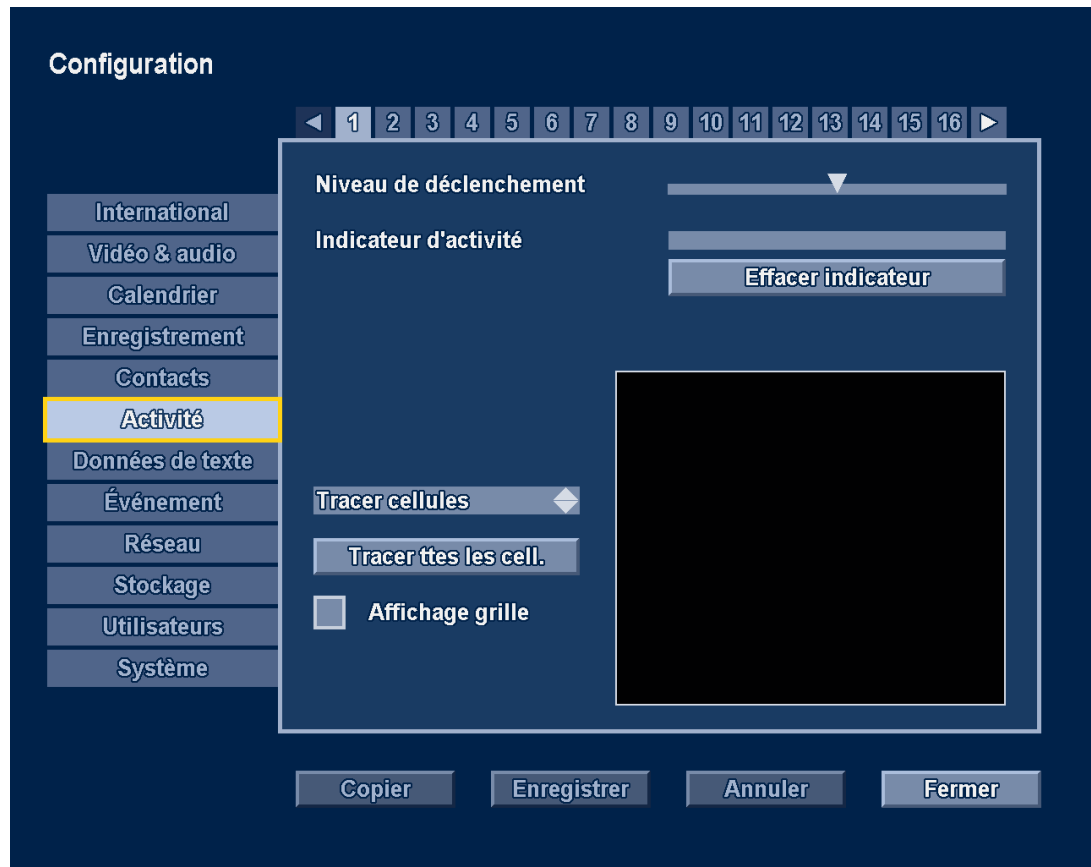 Configuration
1 2 3 4 5 6 7 8 9 10 11 12 13 14 15 16
International
Vidéo & audio
Calendrier
Enregistrement
Contacts
Activité
Données de texte
Événement
Réseau
Stockage
Utilisateurs
Système
Niveau de déclenchement
Indicateur d'activité
Effacer indicateur
Tracer cellules
Tracer ttes les cell.
Affichage grille
Copier Enregistrer Annuler Fermer